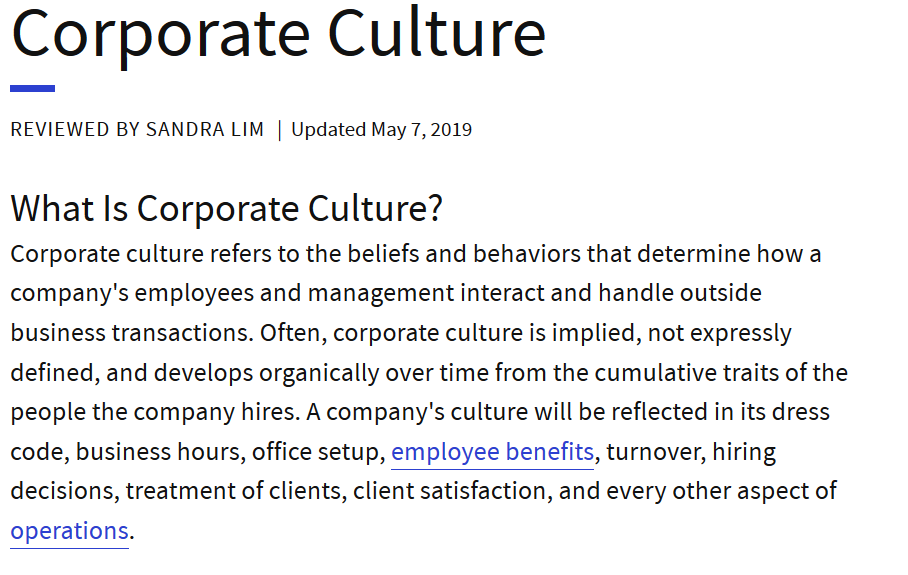 Corporate Culture
REVIEWED BY SANDRA LIM | Updated May 7, 2019
What Is Corporate Culture?
Corporate culture refers to the beliefs and behaviors that determine how a
company's employees and management interact and handle outside
business transactions. Often, corporate culture is implied, not expressly
defined, and develops organically over time from the cumulative traits of the
people the company hires. A company's culture will be reflected in its dress
code, business hours, office setup, employee benefits, turnover, hiring
decisions, treatment of clients, client satisfaction, and every other aspect of
operations.